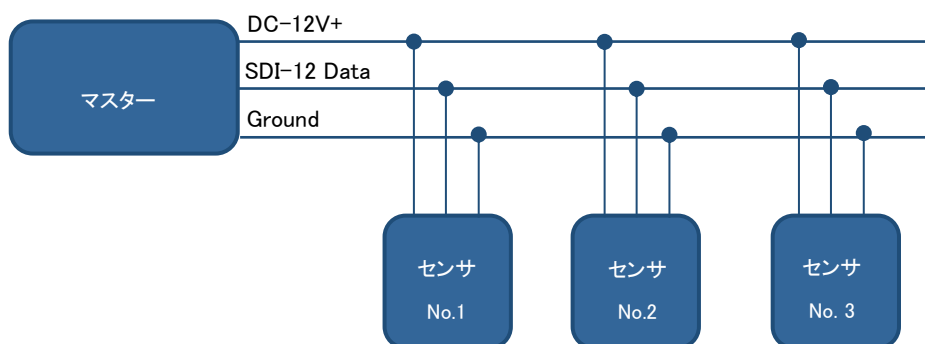 DC-12V+
SDI-12 Data
マスター
Ground
センサ
No.1
センサ
No.2
センサ
No. 3